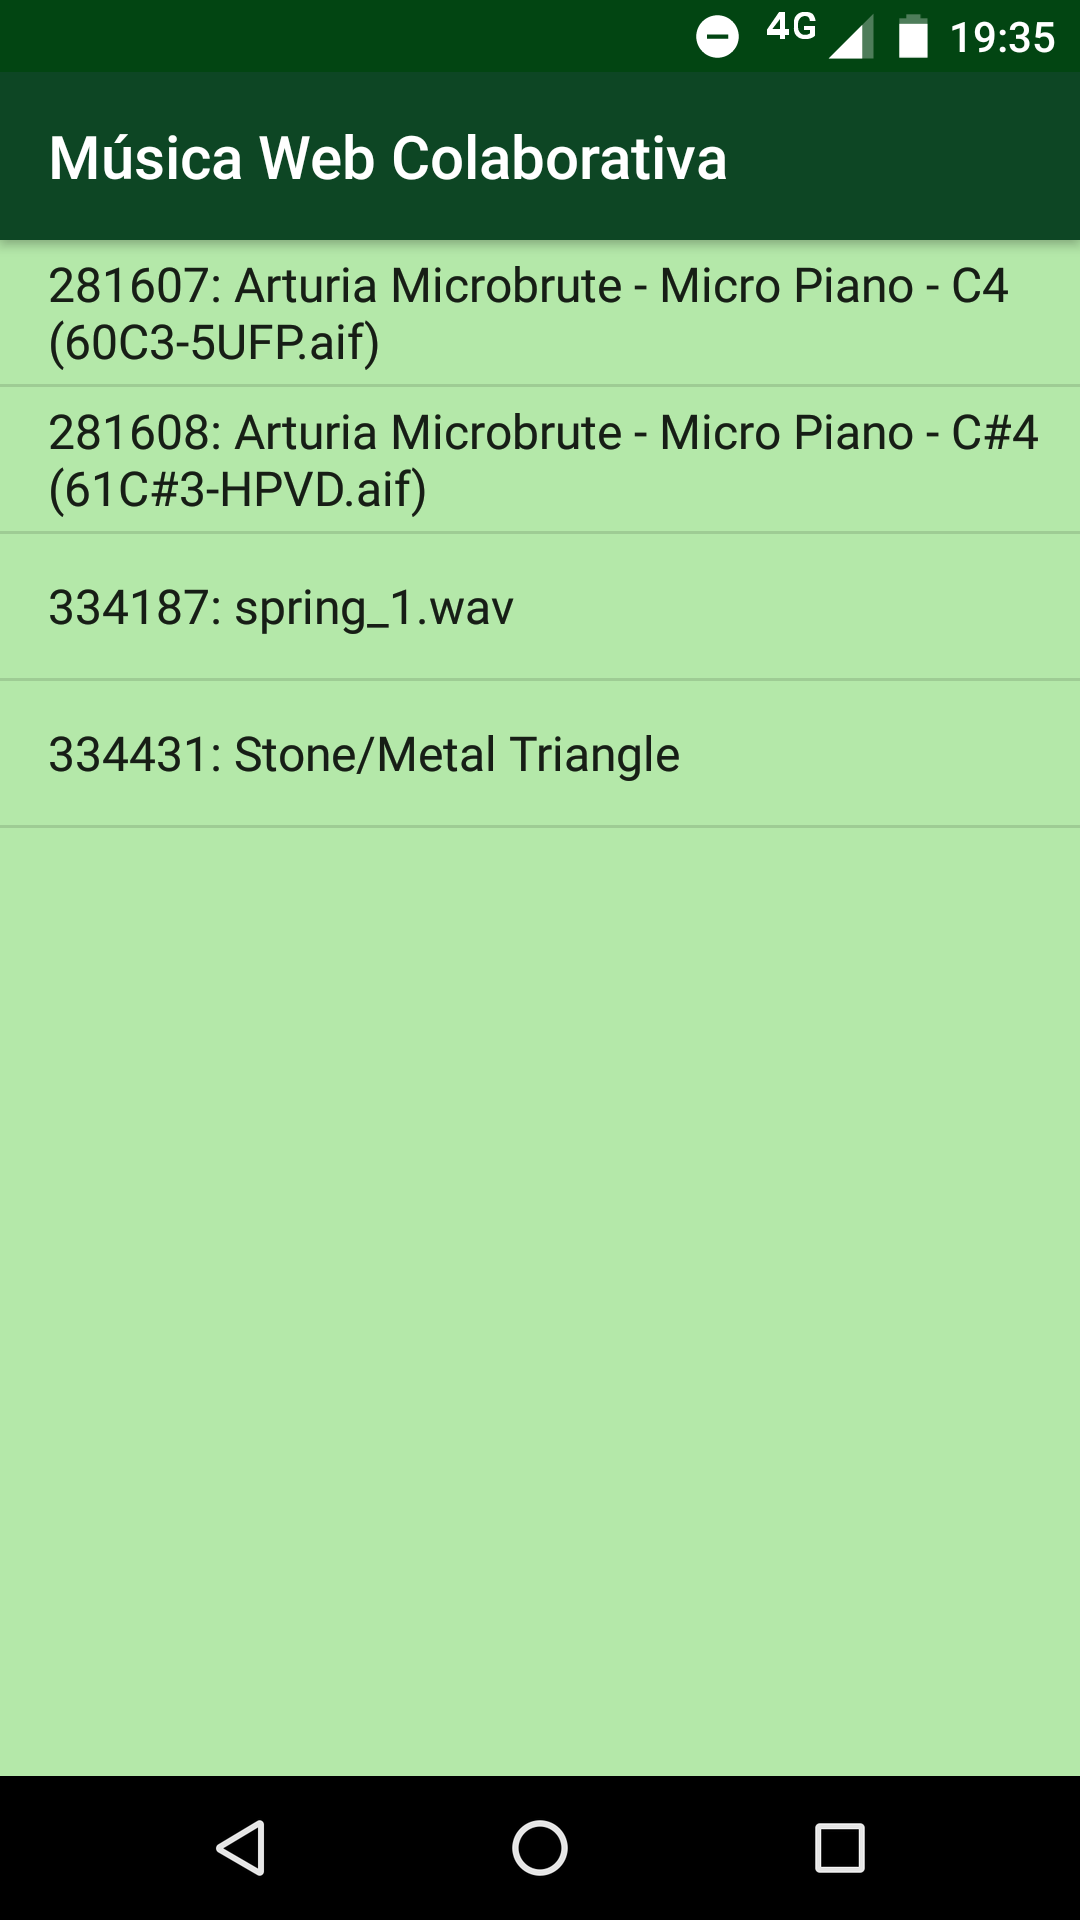 4G 19:35
Música Web Colaborativa
281607: Arturia Microbrute - Micro Piano - C4
(60C3-5UFP.aif)
281608: Arturia Microbrute - Micro Piano - C#4
(61C#3-HPVD.aif)
334187: spring_1.wav
334431: Stone/Metal Triangle